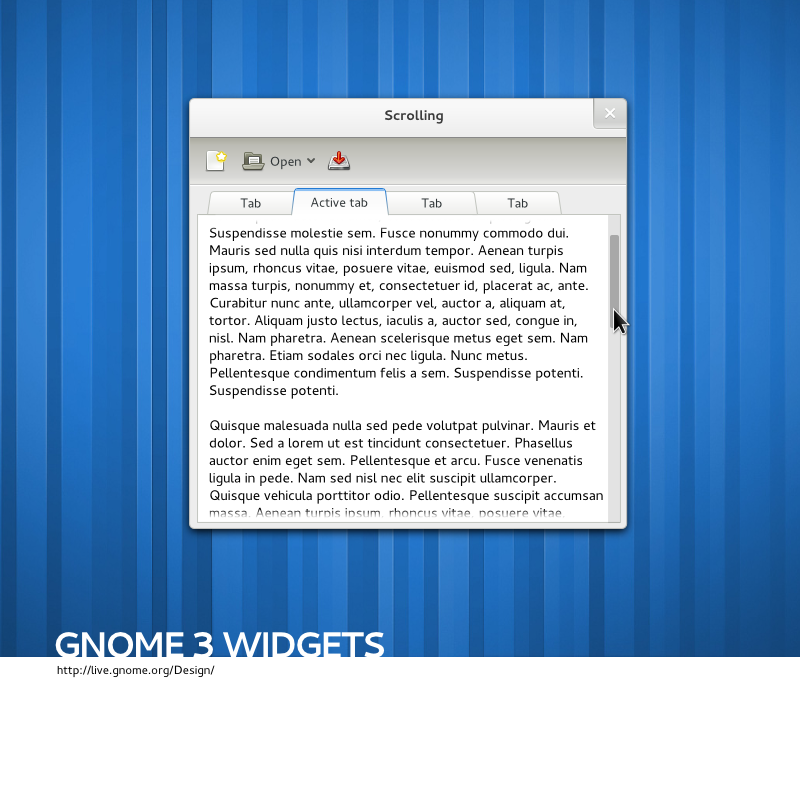 Scrolling
Open
Tab
Active tab
Tab
Tab
Suspendisse molestie sem. Fusce nonummy commodo dui.
Mauris sed nulla quis nisi interdum tempor. Aenean turpis
ipsum, rhoncus vitae, posuere vitae, euismod sed, ligula. Nam
massa turpis, nonummy et, consectetuer id, placerat ac, ante.
Curabitur nunc ante, ullamcorper vel, auctor a, aliquam at,
tortor. Aliquam justo lectus, iaculis a, auctor sed, congue in,
nisl. Nam pharetra. Aenean scelerisque metus eget sem. Nam
pharetra. Etiam sodales orci nec ligula. Nunc metus.
Pellentesque condimentum felis a sem. Suspendisse potenti.
Suspendisse potenti.
Quisque malesuada nulla sed pede volutpat pulvinar. Mauris et
dolor. Sed a lorem ut est tincidunt consectetuer. Phasellus
auctor enim eget sem. Pellentesque et arcu. Fusce venenatis
ligula in pede. Nam sed nisl nec elit suscipit ullamcorper.
Quisque vehicula porttitor odio. Pellentesque suscipit accumsan
massa. Aenean turpis ipsum, rhoncus vitae, posuere vitae,
GNOME 3 WIDGETS
http://live.gnome.org/Design/